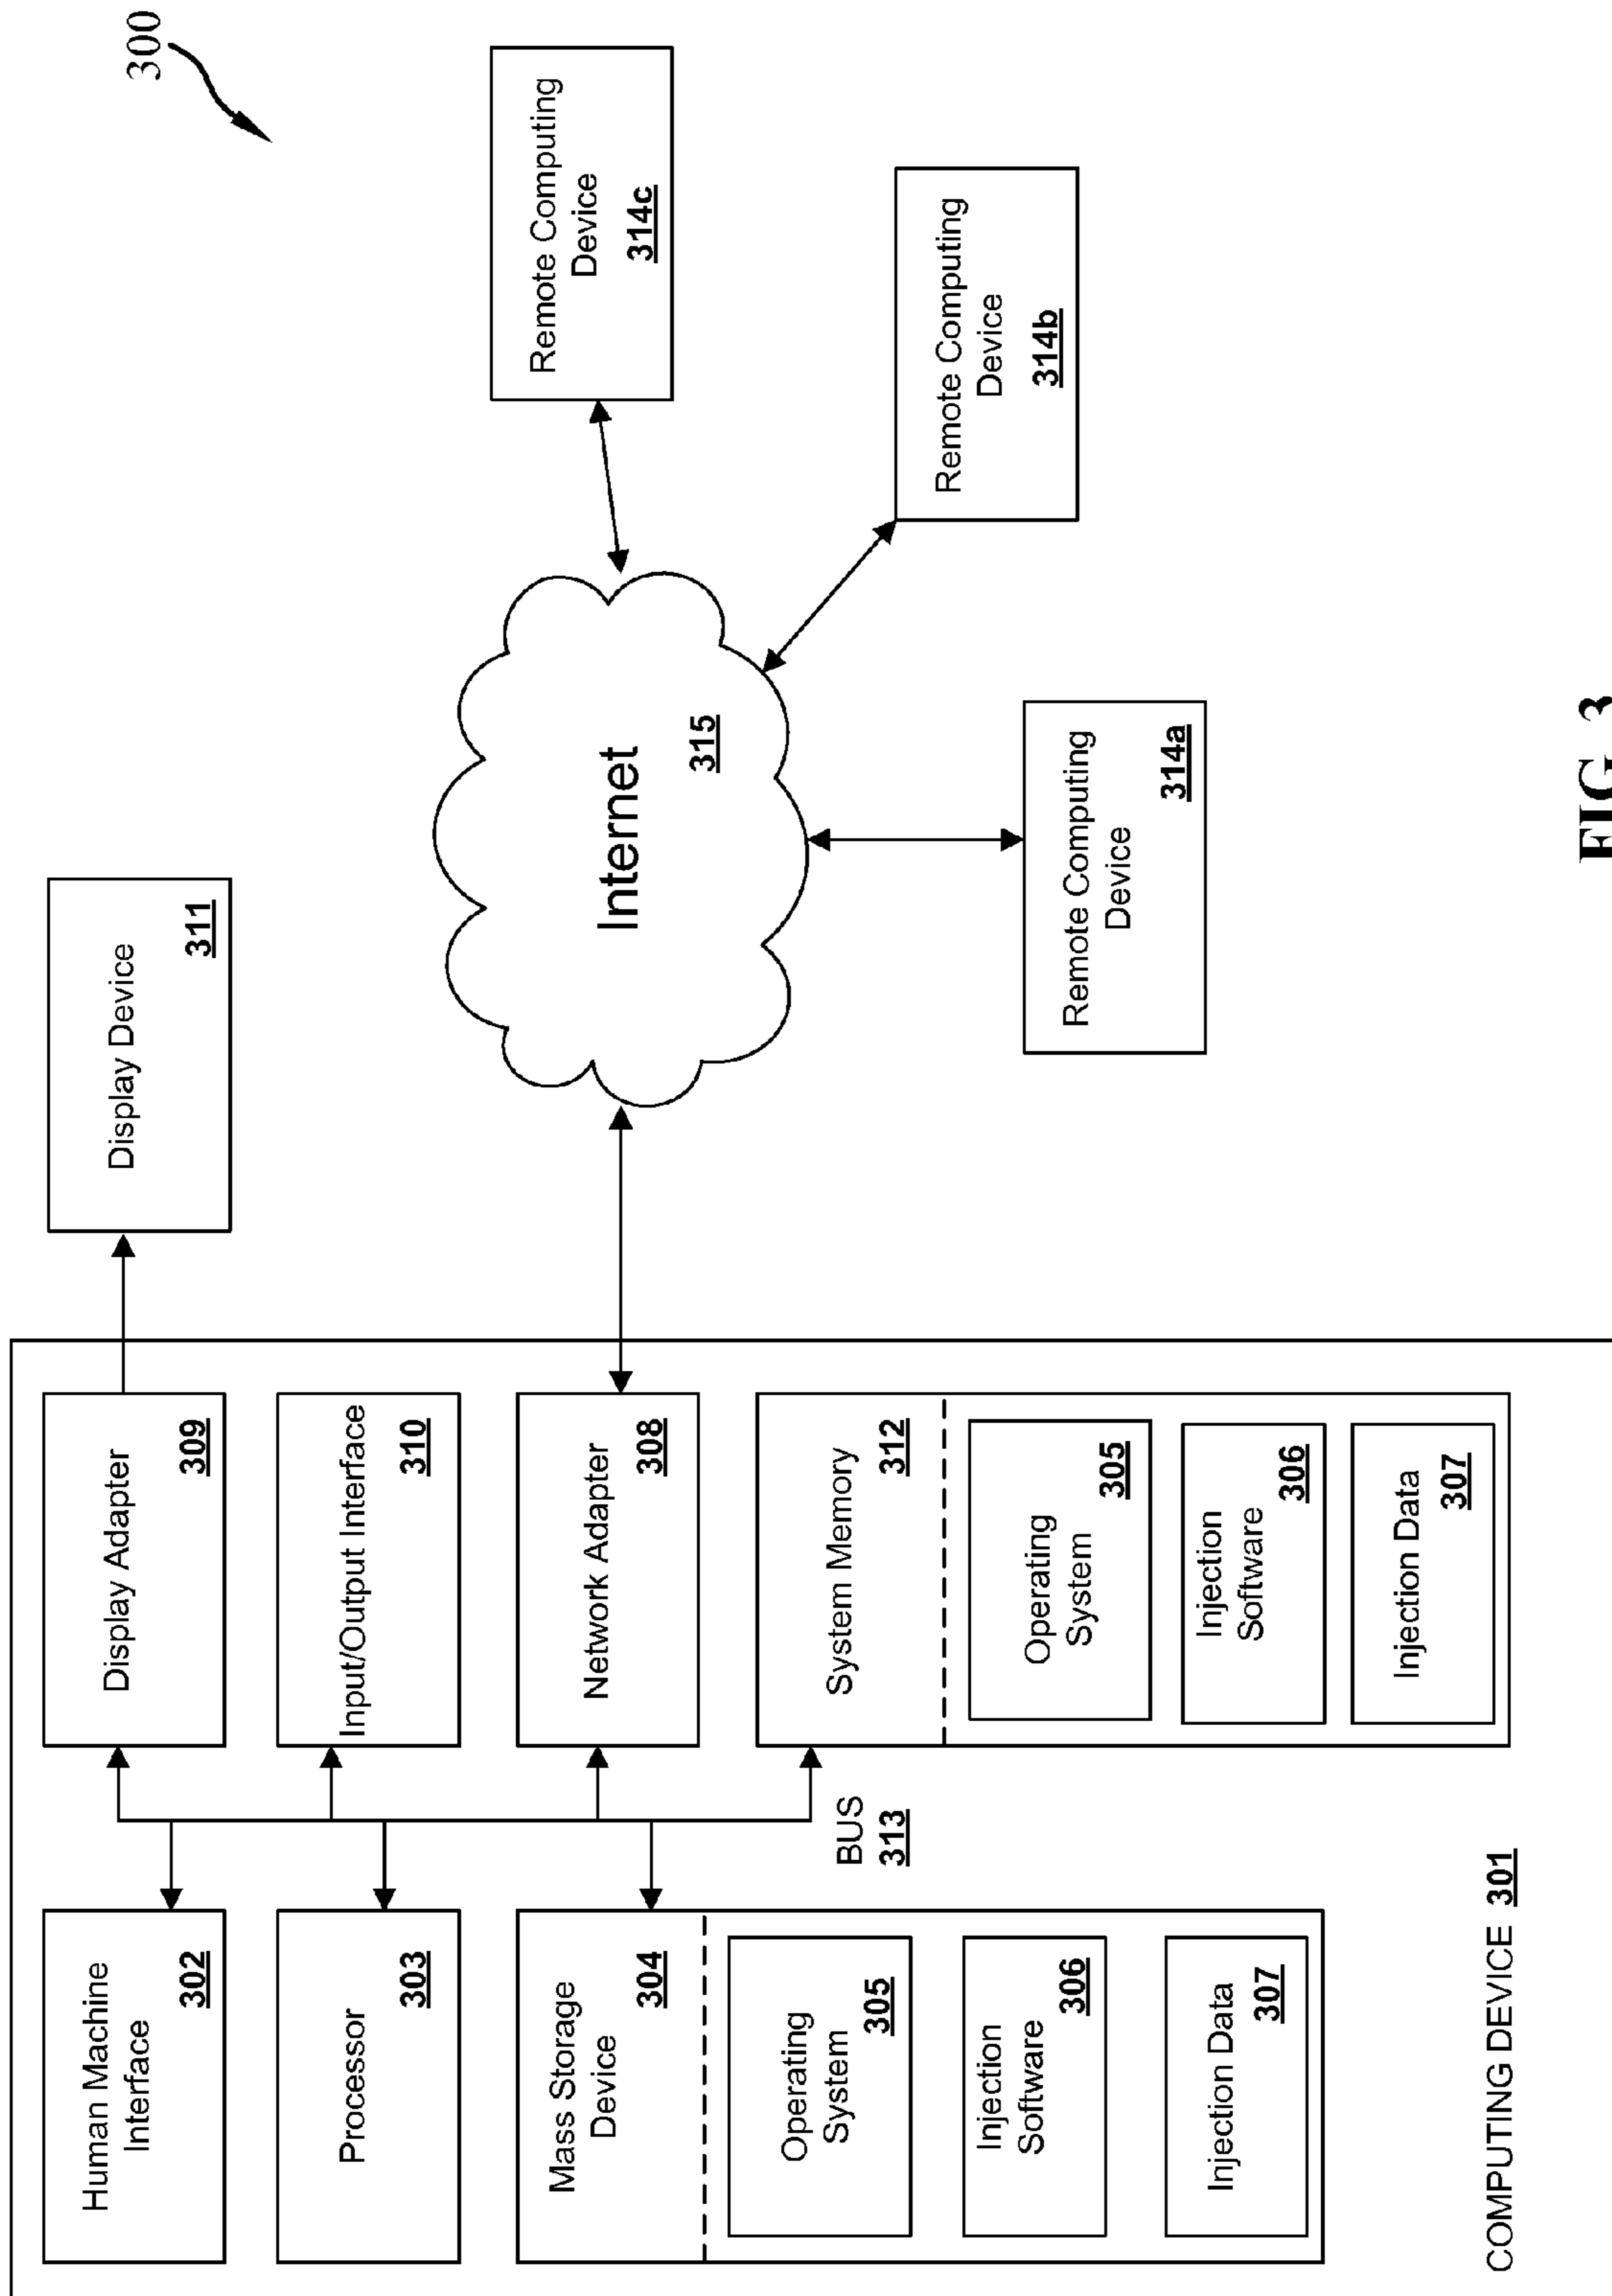 300
Human Machine
Interface
302
Processor
303
Mass Storage
Device
304
Operating
System
305
Injection
Software
306
Injection Data
307
COMPUTING DEVICE 301
BUS
313
Display Adapter
309
Input/Output Interface
310
Network Adapter
308
System Memory
312
Operating
System
305
Injection
Software
306
Injection Data
307
Display Device
311
Internet
315
Remote Computing
Device
314a
Remote Computing
Device
314b
Remote Computing
Device
314c
FIG. 3